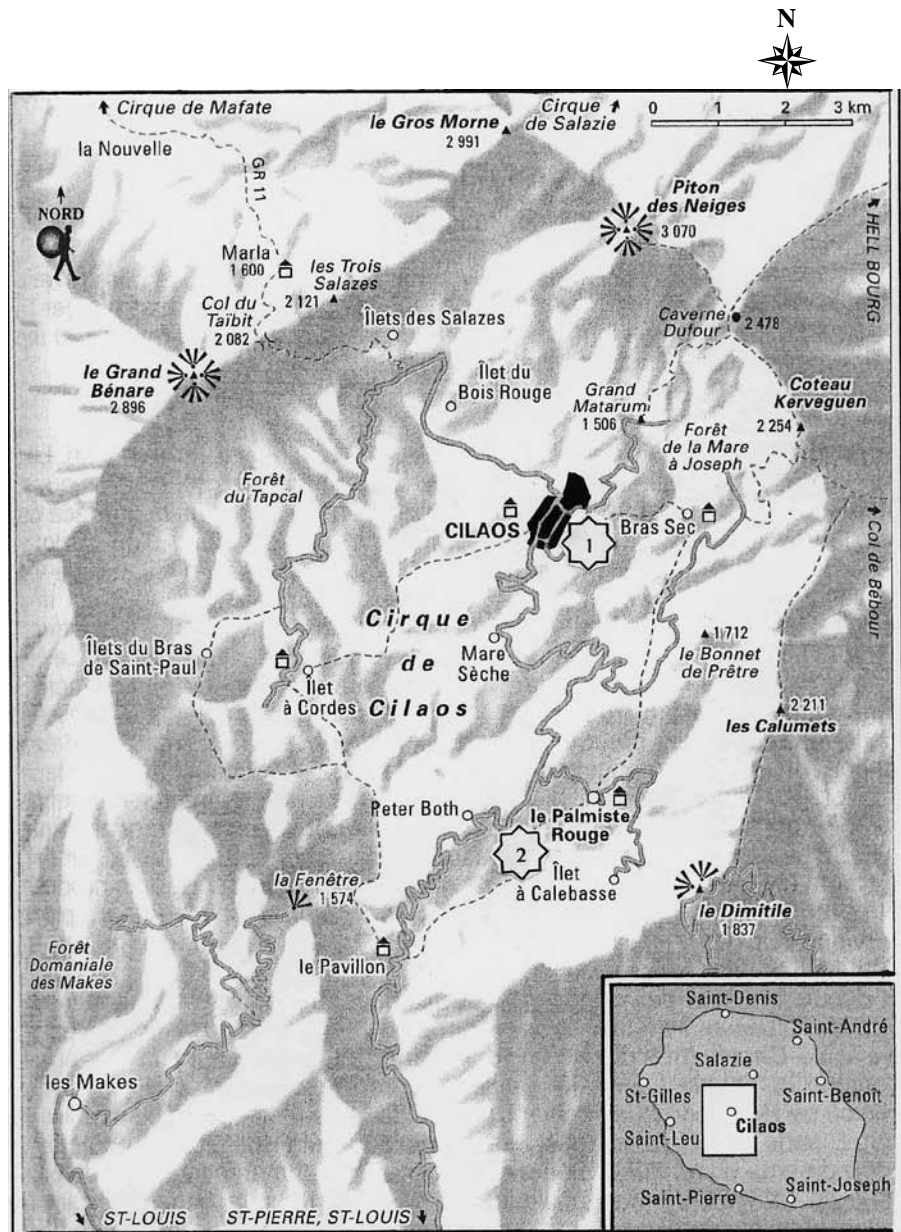 N
Cirque de Mafate
le Gros Morne
2 991
Cirque
de Salazie
0 1 2 3 km
la Nouvelle
GR 11
NORD
Piton
des Neiges
3 070
HELL BOURG
Marla
1 600
les Trois
Salazes
2 121
Col du
Taïbit
2 082
Îlets des Salazes
Caverne
Dufour
2 478
le Grand
Bénare
2 896
Îlet du
Bois Rouge
Grand
Matarum
1 506
Coteau
Kerveguen
2 254
Forêt
de la Mare
à Joseph
Forêt
du Tapcal
CILAOS
1
Bras Sec
Col de Bébour
Cirque
de
Cilaos
Îlets du Bras
de Saint-Paul
Îlet
à Cordes
Mare
Sèche
1 712
le Bonnet
de Prêtre
2 211
les Calumets
Peter Both
le Palmiste
Rouge
2
Îlet
à Calebasse
la Fenêtre
1 574
le Dimitile
1 837
Forêt
Domaniale
des Makes
le Pavillon
les Makes
Saint-Denis
Saint-André
Salazie
St-Gilles
Saint-Benoît
Cilaos
Saint-Leu
Saint-Pierre
Saint-Joseph
ST-LOUIS
ST-PIERRE, ST-LOUIS